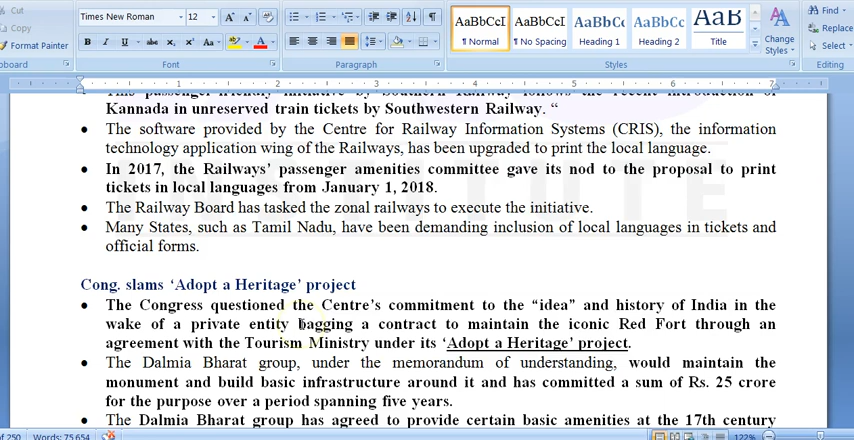 Cut
Copy
Format Painter
Times New Roman
12
Font
Paragraph
AaBbCcI AaBbCcI AaBbCc AaBbCc AaB
¶ Normal ¶ No Spacing Heading 1 Heading 2 Title
Change Styles
Styles
Find
Replace
Select
Editing
Kannada in unreserved train tickets by Southwestern Railway. “
The software provided by the Centre for Railway Information Systems (CRIS), the information
technology application wing of the Railways, has been upgraded to print the local language.
In 2017, the Railways’ passenger amenities committee gave its nod to the proposal to print
tickets in local languages from January 1, 2018.
The Railway Board has tasked the zonal railways to execute the initiative.
Many States, such as Tamil Nadu, have been demanding inclusion of local languages in tickets and
official forms.
Cong. slams ‘Adopt a Heritage’ project
The Congress questioned the Centre’s commitment to the “idea” and history of India in the
wake of a private entity bagging a contract to maintain the iconic Red Fort through an
agreement with the Tourism Ministry under its ‘Adopt a Heritage’ project.
The Dalmia Bharat group, under the memorandum of understanding, would maintain the
monument and build basic infrastructure around it and has committed a sum of Rs. 25 crore
for the purpose over a period spanning five years.
The Dalmia Bharat group has agreed to provide certain basic amenities at the 17th century
of 250 Words: 75,654 122%